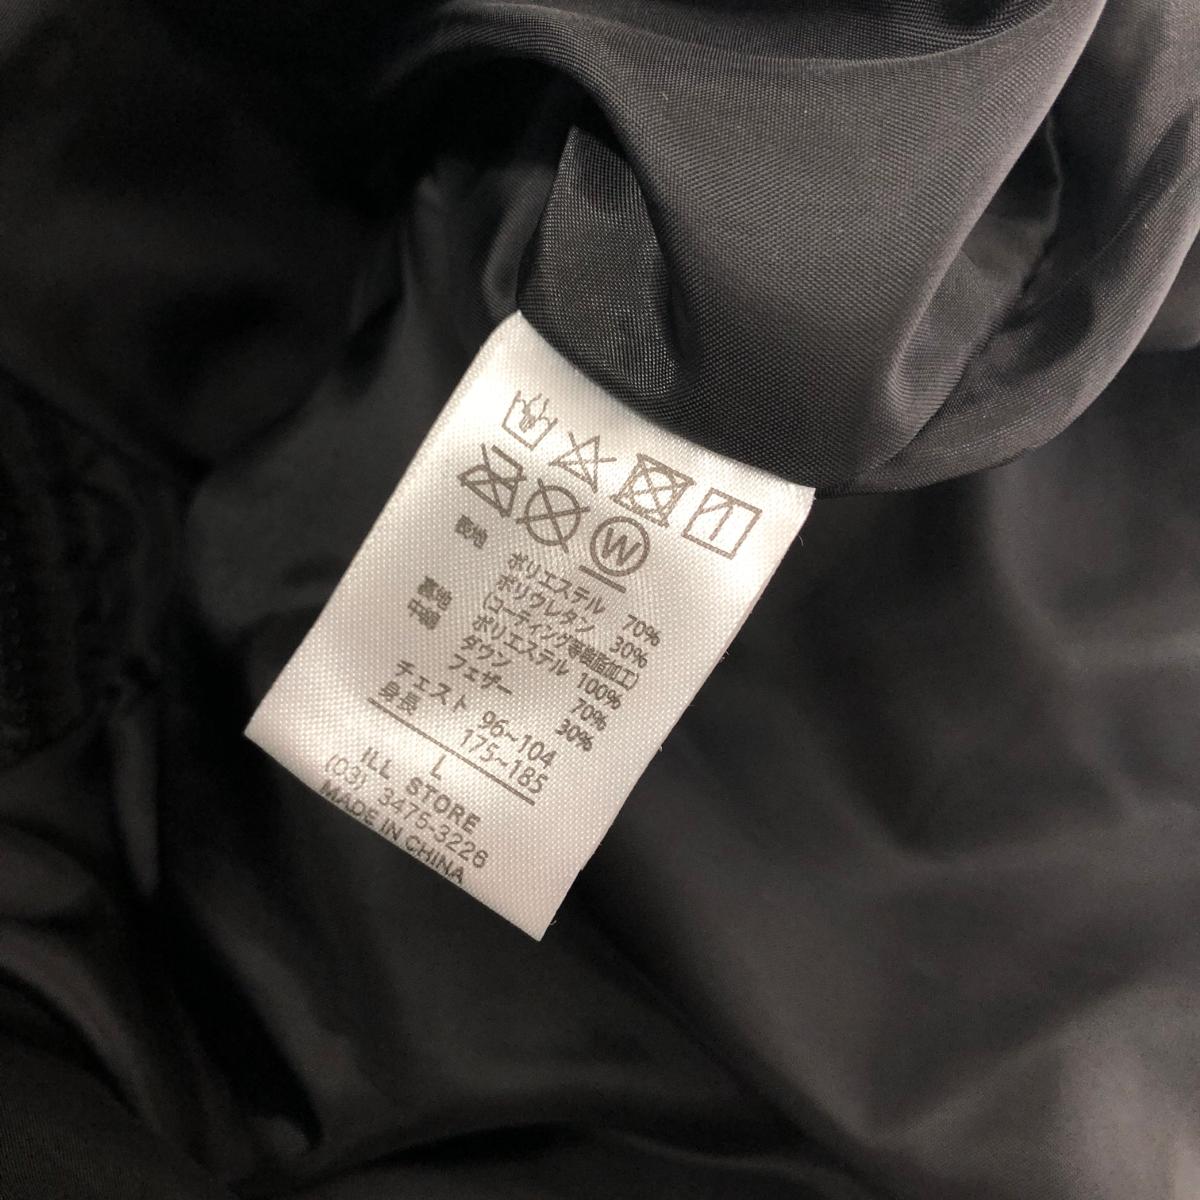 W
表地 ポリエステル 70%
ポリウレタン 30%
(コーティング等樹脂加工)
裏地 ポリエステル 100%
中綿 ダウン 70%
フェザー 30%
チェスト 96~104
身長 175~185
L
ILL STORE
(03) 3475-3226
MADE IN CHINA